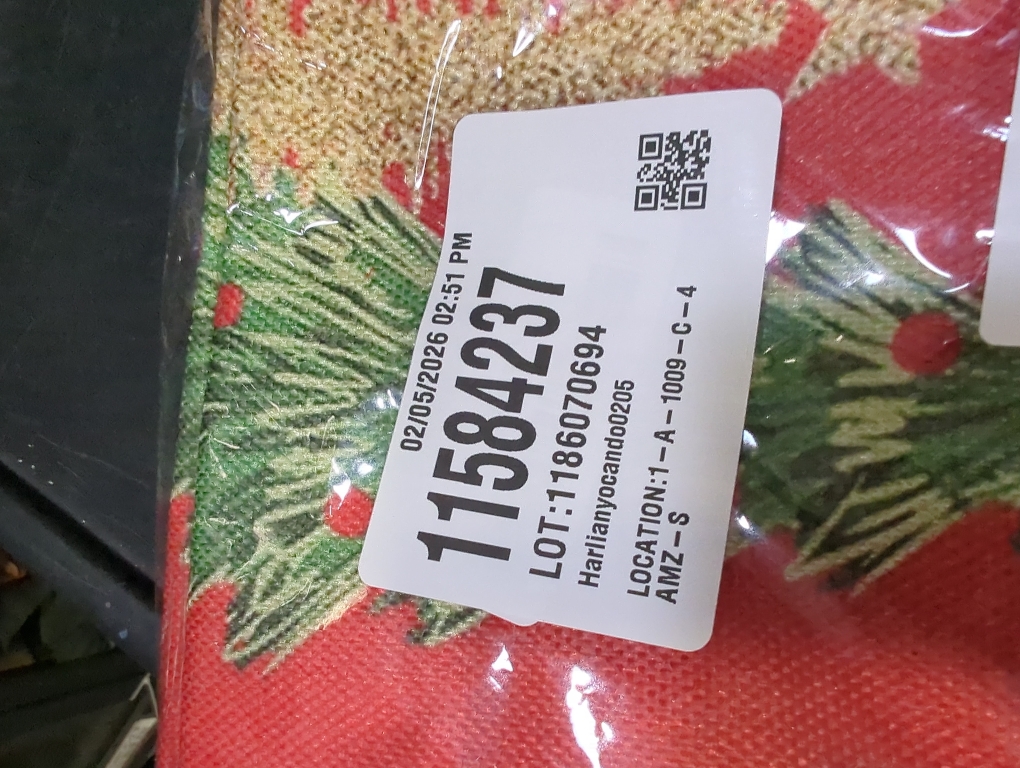 02/05/2026 02:51 PM
11584237
LOT:1186070694
Harlianyocando0205
LOCATION:1-A-1009-C-4
AMZ-S